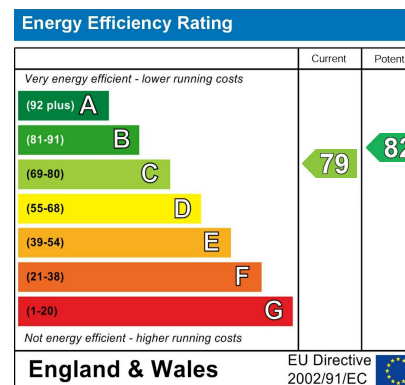 Energy Efficiency Rating
Current Potent
Very energy efficient - lower running costs
(92 plus) A
(81-91) B
(69-80) C
(55-68) D
(39-54) E
(21-38) F
(1-20) G
79
82
Not energy efficient - higher running costs
England & Wales
EU Directive
2002/91/EC